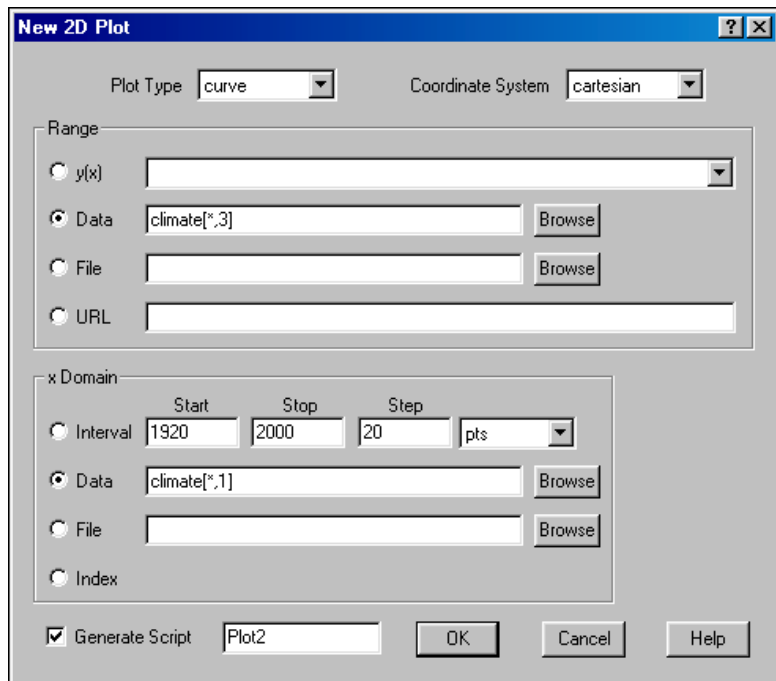 New 2D Plot
Plot Type curve Coordinate System cartesian
Range
y(x)
Data climate[*,3] Browse
File Browse
URL
x Domain
Start Stop Step
Interval 1920 2000 20 pts
Data climate[*,1] Browse
File Browse
Index
Generate Script Plot2 OK Cancel Help